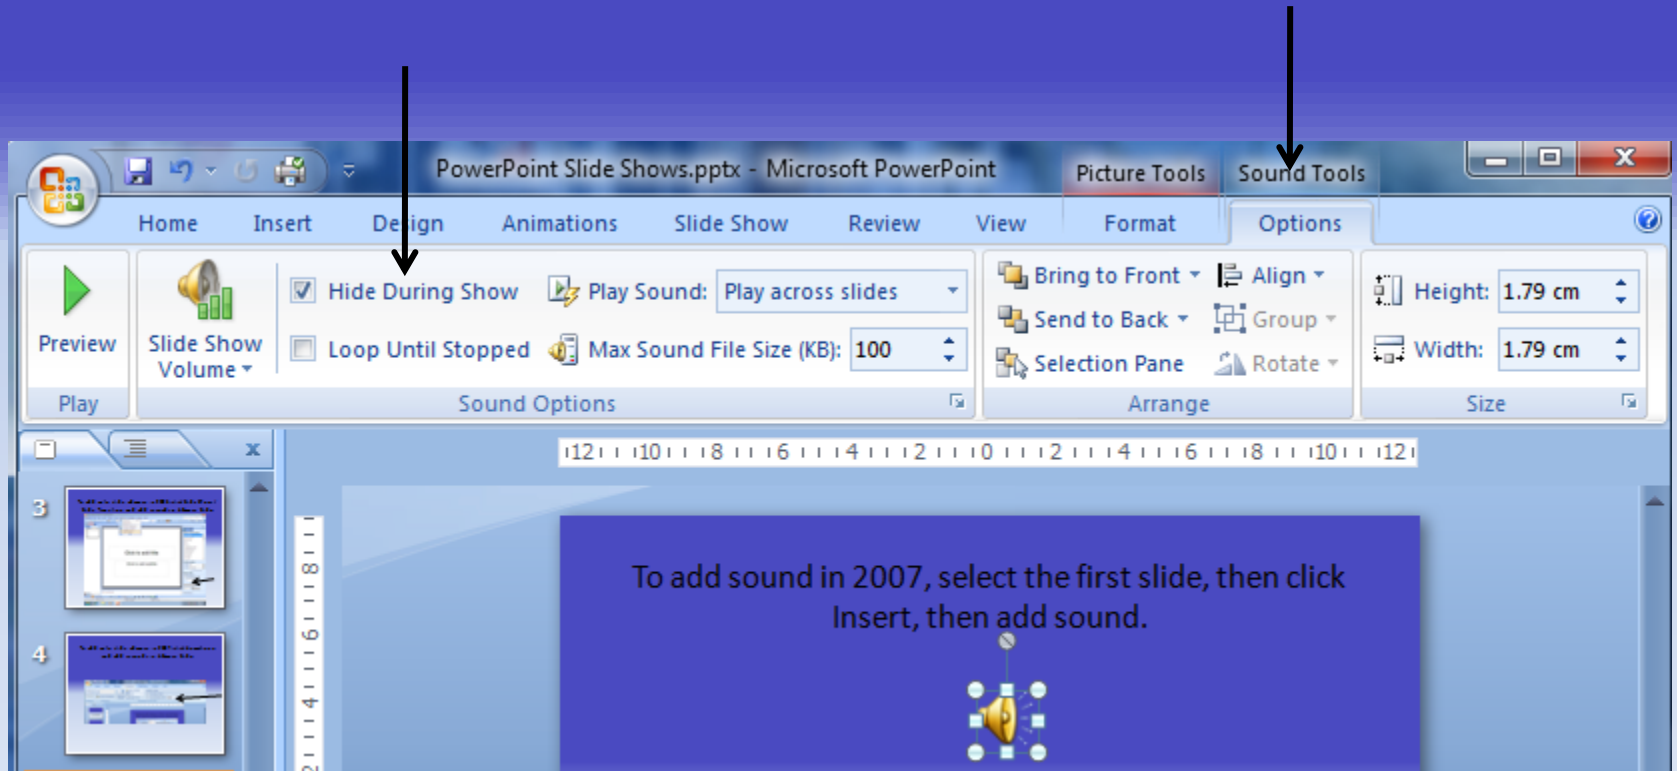 PowerPoint Slide Shows.pptx - Microsoft PowerPoint
Picture Tools
Sound Tools
Home Insert Design Animations Slide Show Review View Format Options
Hide During Show
Play Sound: Play across slides
Bring to Front
Align
Height: 1.79 cm
Preview
Slide Show
Volume
Loop Until Stopped
Max Sound File Size (KB): 100
Send to Back
Group
Selection Pane
Rotate
Width: 1.79 cm
Play
Sound Options
Arrange
Size
12 10 8 6 4 2 0 2 4 6 8 10 12
3
4
8
6
4
2
To add sound in 2007, select the first slide, then click
Insert, then add sound.